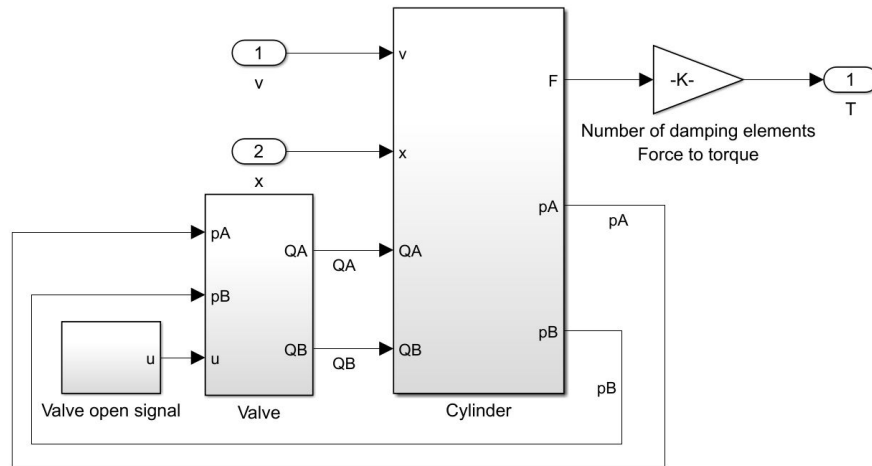 1
v
v
F
-K-
1
T
Number of damping elements
Force to torque
2
x
x
pA
pA
pA
QA
QA
QA
pB
pB
pB
u
u
QB
QB
QB
Valve open signal
Valve
Cylinder